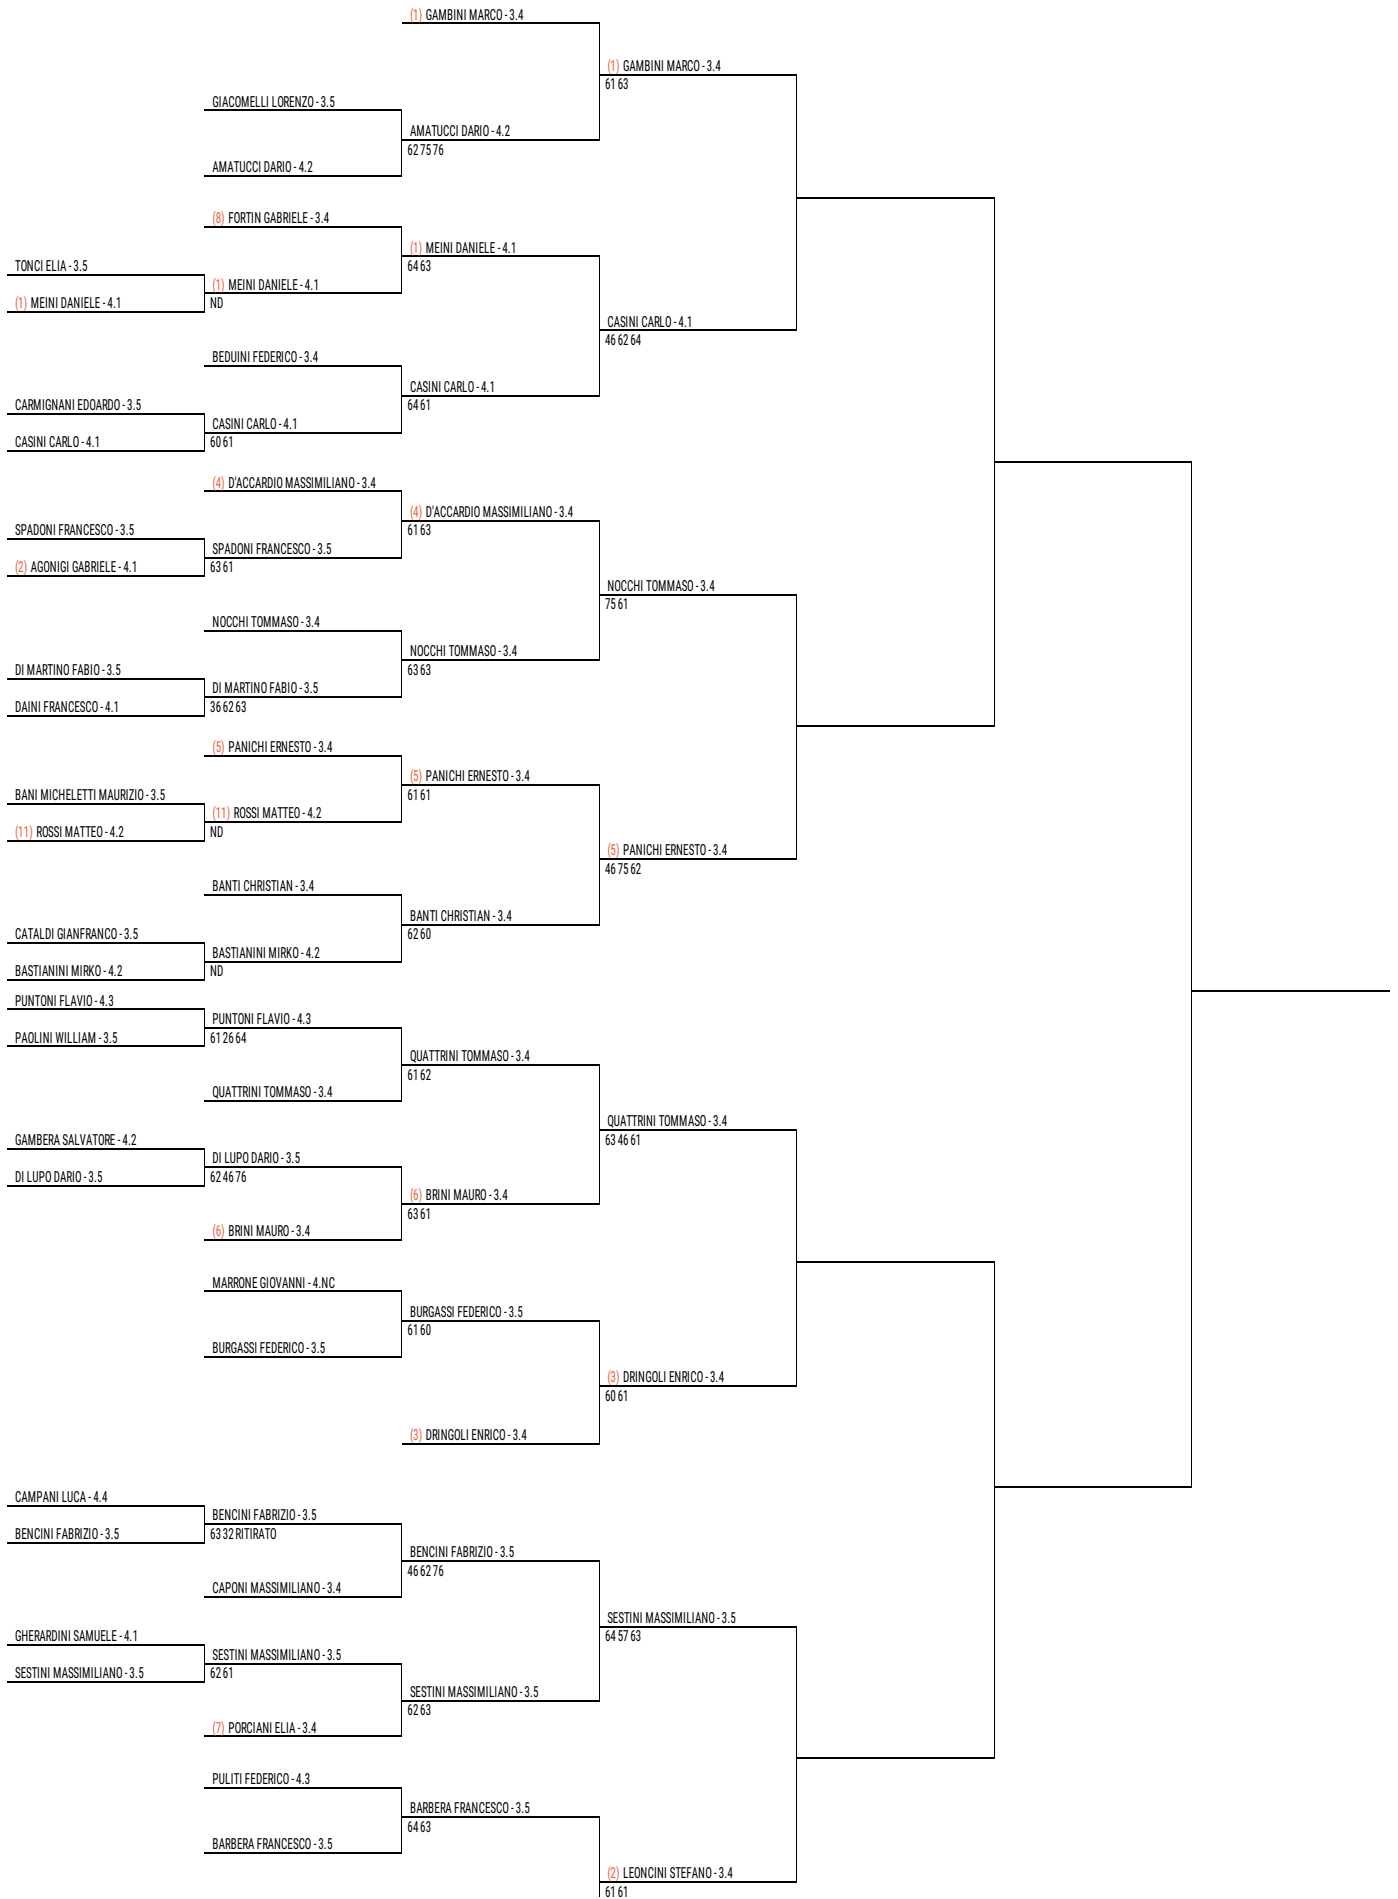 (1) GAMBINI MARCO - 3.4
(1) GAMBINI MARCO - 3.4
61 63
GIACOMELLI LORENZO - 3.5
AMATUCCI DARIO - 4.2
62 75 76
AMATUCCI DARIO - 4.2
(8) FORTIN GABRIELE - 3.4
(1) MEINI DANIELE - 4.1
64 63
TONCI ELIA - 3.5
(1) MEINI DANIELE - 4.1
ND
(1) MEINI DANIELE - 4.1
CASINI CARLO - 4.1
46 62 64
BEDUINI FEDERICO - 3.4
CASINI CARLO - 4.1
64 61
CARMIGNANI EDOARDO - 3.5
CASINI CARLO - 4.1
60 61
CASINI CARLO - 4.1
(4) D'ACCARDIO MASSIMILIANO - 3.4
(4) D'ACCARDIO MASSIMILIANO - 3.4
61 63
SPADONI FRANCESCO - 3.5
SPADONI FRANCESCO - 3.5
63 61
(2) AGONIGI GABRIELE - 4.1
NOCCHI TOMMASO - 3.4
75 61
NOCCHI TOMMASO - 3.4
NOCCHI TOMMASO - 3.4
63 63
DI MARTINO FABIO - 3.5
DI MARTINO FABIO - 3.5
36 62 63
DAINI FRANCESCO - 4.1
(5) PANICHI ERNESTO - 3.4
(5) PANICHI ERNESTO - 3.4
61 61
BANI MICHELETTI MAURIZIO - 3.5
(11) ROSSI MATTEO - 4.2
ND
(11) ROSSI MATTEO - 4.2
(5) PANICHI ERNESTO - 3.4
46 75 62
BANTI CHRISTIAN - 3.4
BANTI CHRISTIAN - 3.4
62 60
CATALDI GIANFRANCO - 3.5
BASTIANINI MIRKO - 4.2
ND
BASTIANINI MIRKO - 4.2
PUNTONI FLAVIO - 4.3
PUNTONI FLAVIO - 4.3
61 26 64
PAOLINI WILLIAM - 3.5
QUATTRINI TOMMASO - 3.4
61 62
QUATTRINI TOMMASO - 3.4
QUATTRINI TOMMASO - 3.4
63 46 61
GAMBERA SALVATORE - 4.2
DI LUPO DARIO - 3.5
62 46 76
DI LUPO DARIO - 3.5
(6) BRINI MAURO - 3.4
63 61
(6) BRINI MAURO - 3.4
MARRONE GIOVANNI - 4.NC
BURGASSI FEDERICO - 3.5
61 60
BURGASSI FEDERICO - 3.5
(3) DRINGOLI ENRICO - 3.4
60 61
(3) DRINGOLI ENRICO - 3.4
CAMPANI LUCA - 4.4
BENCINI FABRIZIO - 3.5
63 32 RITIRATO
BENCINI FABRIZIO - 3.5
BENCINI FABRIZIO - 3.5
46 62 76
CAPONI MASSIMILIANO - 3.4
SESTINI MASSIMILIANO - 3.5
64 57 63
GHERARDINI SAMUELE - 4.1
SESTINI MASSIMILIANO - 3.5
62 61
SESTINI MASSIMILIANO - 3.5
SESTINI MASSIMILIANO - 3.5
62 63
(7) PORCIANI ELIA - 3.4
PULITI FEDERICO - 4.3
BARBERA FRANCESCO - 3.5
64 63
BARBERA FRANCESCO - 3.5
(2) LEONCINI STEFANO - 3.4
61 61